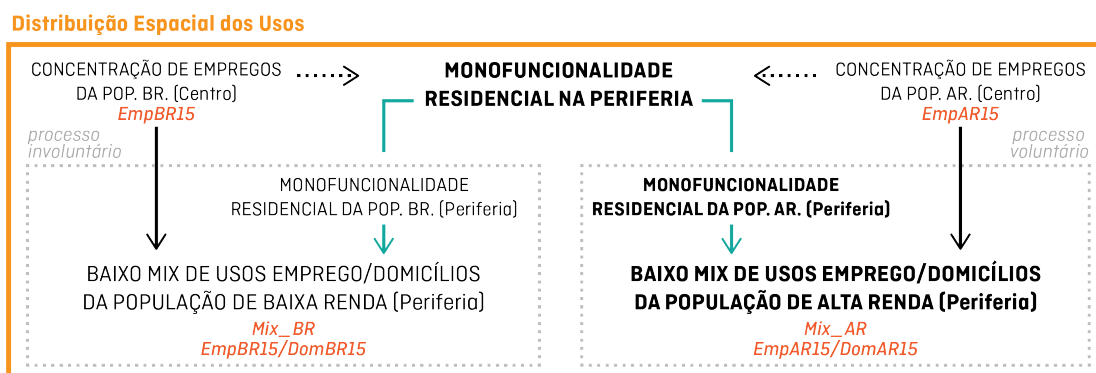 Distribuição Espacial dos Usos
CONCENTRAÇÃO DE EMPREGOS
DA POP. BR. (Centro)
EmpBR15
MONOFUNCIONALIDADE
RESIDENCIAL NA PERIFERIA
CONCENTRAÇÃO DE EMPREGOS
DA POP. AR. (Centro)
EmpAR15
processo
involuntário
processo
voluntário
MONOFUNCIONALIDADE
RESIDENCIAL DA POP. BR. (Periferia)
MONOFUNCIONALIDADE
RESIDENCIAL DA POP. AR. (Periferia)
BAIXO MIX DE USOS EMPREGO/DOMICÍLIOS
DA POPULAÇÃO DE BAIXA RENDA (Periferia)
Mix_BR
EmpBR15/DomBR15
BAIXO MIX DE USOS EMPREGO/DOMICÍLIOS
DA POPULAÇÃO DE ALTA RENDA (Periferia)
Mix_AR
EmpAR15/DomAR15